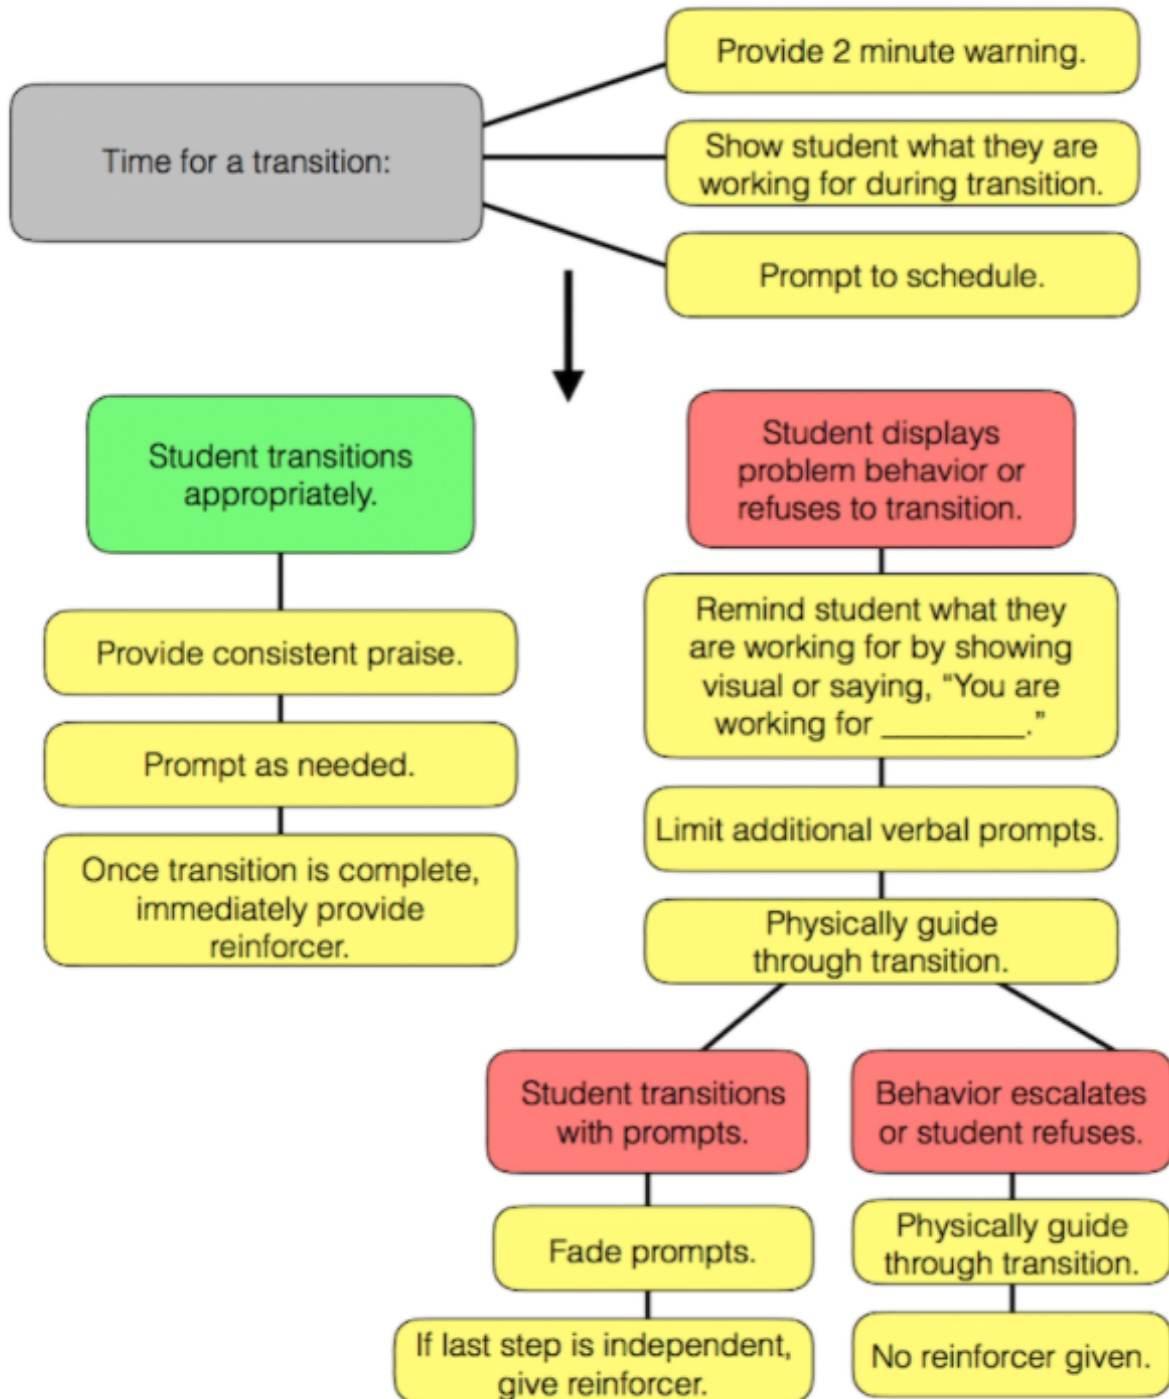 Provide 2 minute warning.
Time for a transition:
Show student what they are
working for during transition.
Prompt to schedule.
Student transitions
appropriately.
Provide consistent praise.
Prompt as needed.
Once transition is complete,
immediately provide
reinforcer.
Student displays
problem behavior or
refuses to transition.
Remind student what they
are working for by showing
visual or saying, “You are
working for ________.”
Limit additional verbal prompts.
Physically guide
through transition.
Student transitions
with prompts.
Fade prompts.
If last step is independent,
give reinforcer.
Behavior escalates
or student refuses.
Physically guide
through transition.
No reinforcer given.